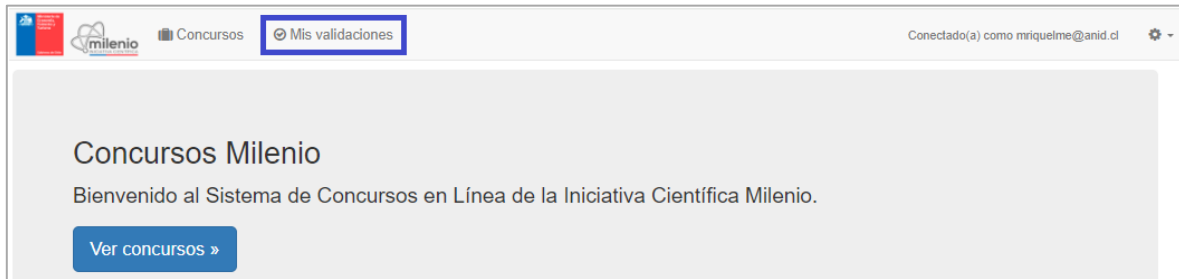 milenio
Concursos
Mis validaciones
Conectado(a) como mriquelme@anid.cl
Concursos Milenio
Bienvenido al Sistema de Concursos en Línea de la Iniciativa Científica Milenio.
Ver concursos »